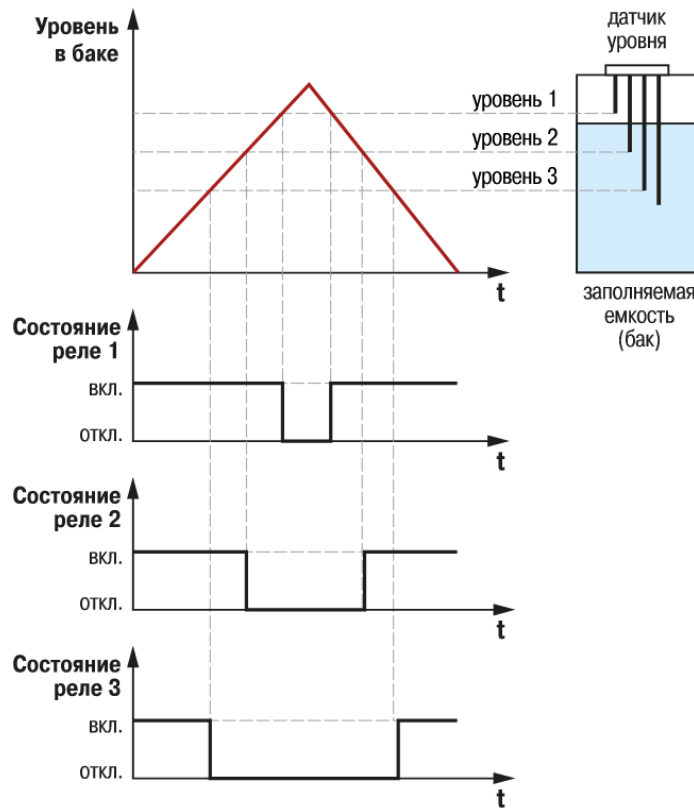 Уровень
в баке
датчик
уровня
уровень 1
уровень 2
уровень 3
t
заполняемая
емкость
(бак)
Состояние
реле 1
вкл.
откл.
t
Состояние
реле 2
вкл.
откл.
t
Состояние
реле 3
вкл.
откл.
t